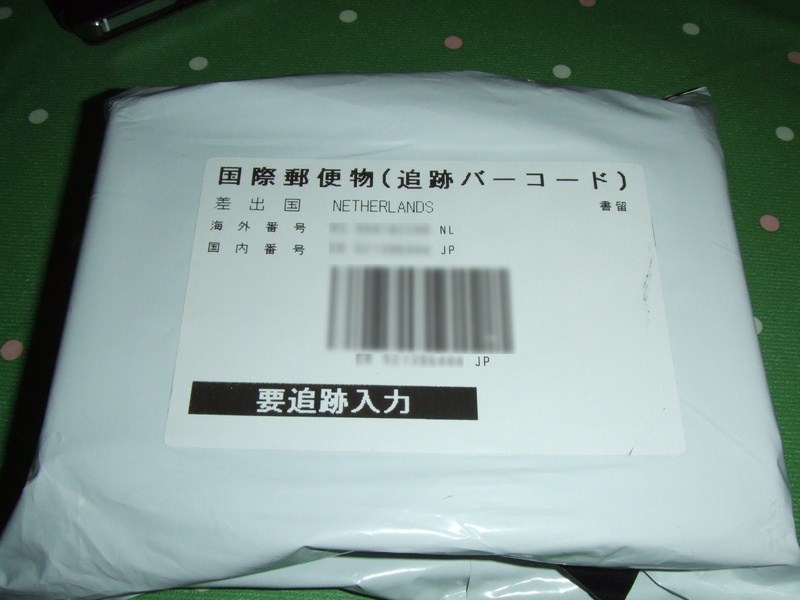 国際郵便物(追跡バーコード)
差出国 NETHERLANDS 書留
海外番号 NL
国内番号 JP
JP
要追跡入力